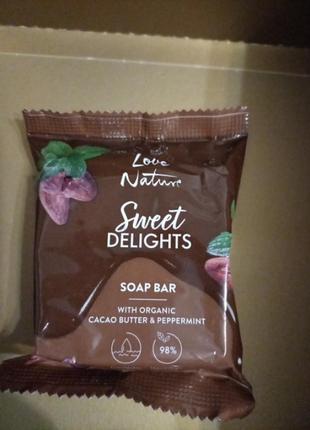 Love
Nature
Sweet
DELIGHTS
SOAP BAR
WITH ORGANIC
CACAO BUTTER & PEPPERMINT
98%